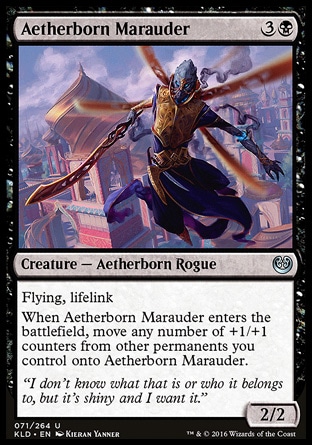 Aetherborn Marauder 3
Creature — Aetherborn Rogue
Flying, lifelink
When Aetherborn Marauder enters the
battlefield, move any number of +1/+1
counters from other permanents you
control onto Aetherborn Marauder.
“I don’t know what that is or who it belongs
to, but it’s shiny and I want it.”
2/2
071/264 U
KLD • EN Kieran Yanner ™ & © 2016 Wizards of the Coast